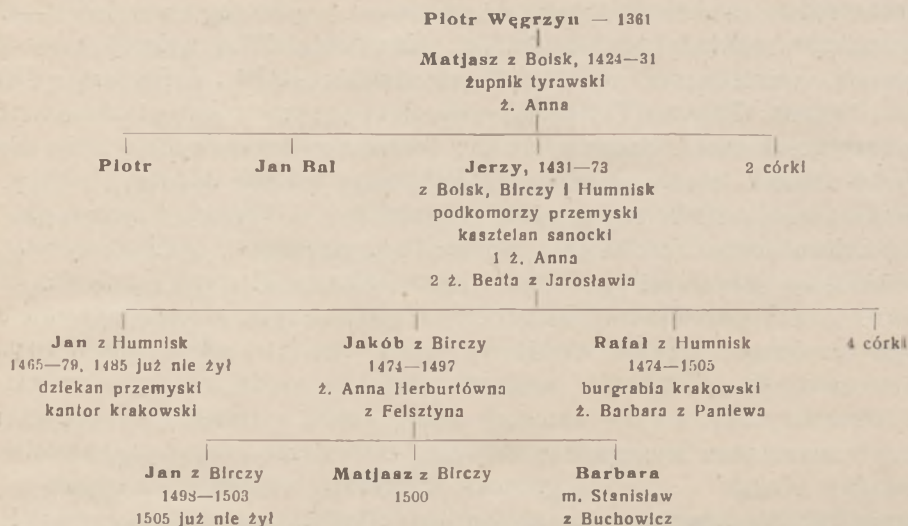 Piotr Węgrzyn — 1361
Matjasz z Boisk, 1424—31
żupnik tyrawski
ż. Anna
Piotr Jan Bal Jerzy, 1431—73 2 córki
z Boisk, Birczy i Humnisk
podkomorzy przemyski
kasztelan sanocki
1 ż. Anna
2 ż. Beata z Jarosławia
Jan z Humnisk Jakób z Birczy Rafał z Humnisk 4 córki
1465—79, 1485 już nie żył 1474—1497 1474—1505
dziekan przemyski ż. Anna Herburtówna burgrabia krakowski
kantor krakowski z Felsztyna ż. Barbara z Paniewa
Jan z Birczy Matjasz z Birczy Barbara
1498—1503 1500 m. Stanisław
1505 już nie żył z Buchowicz